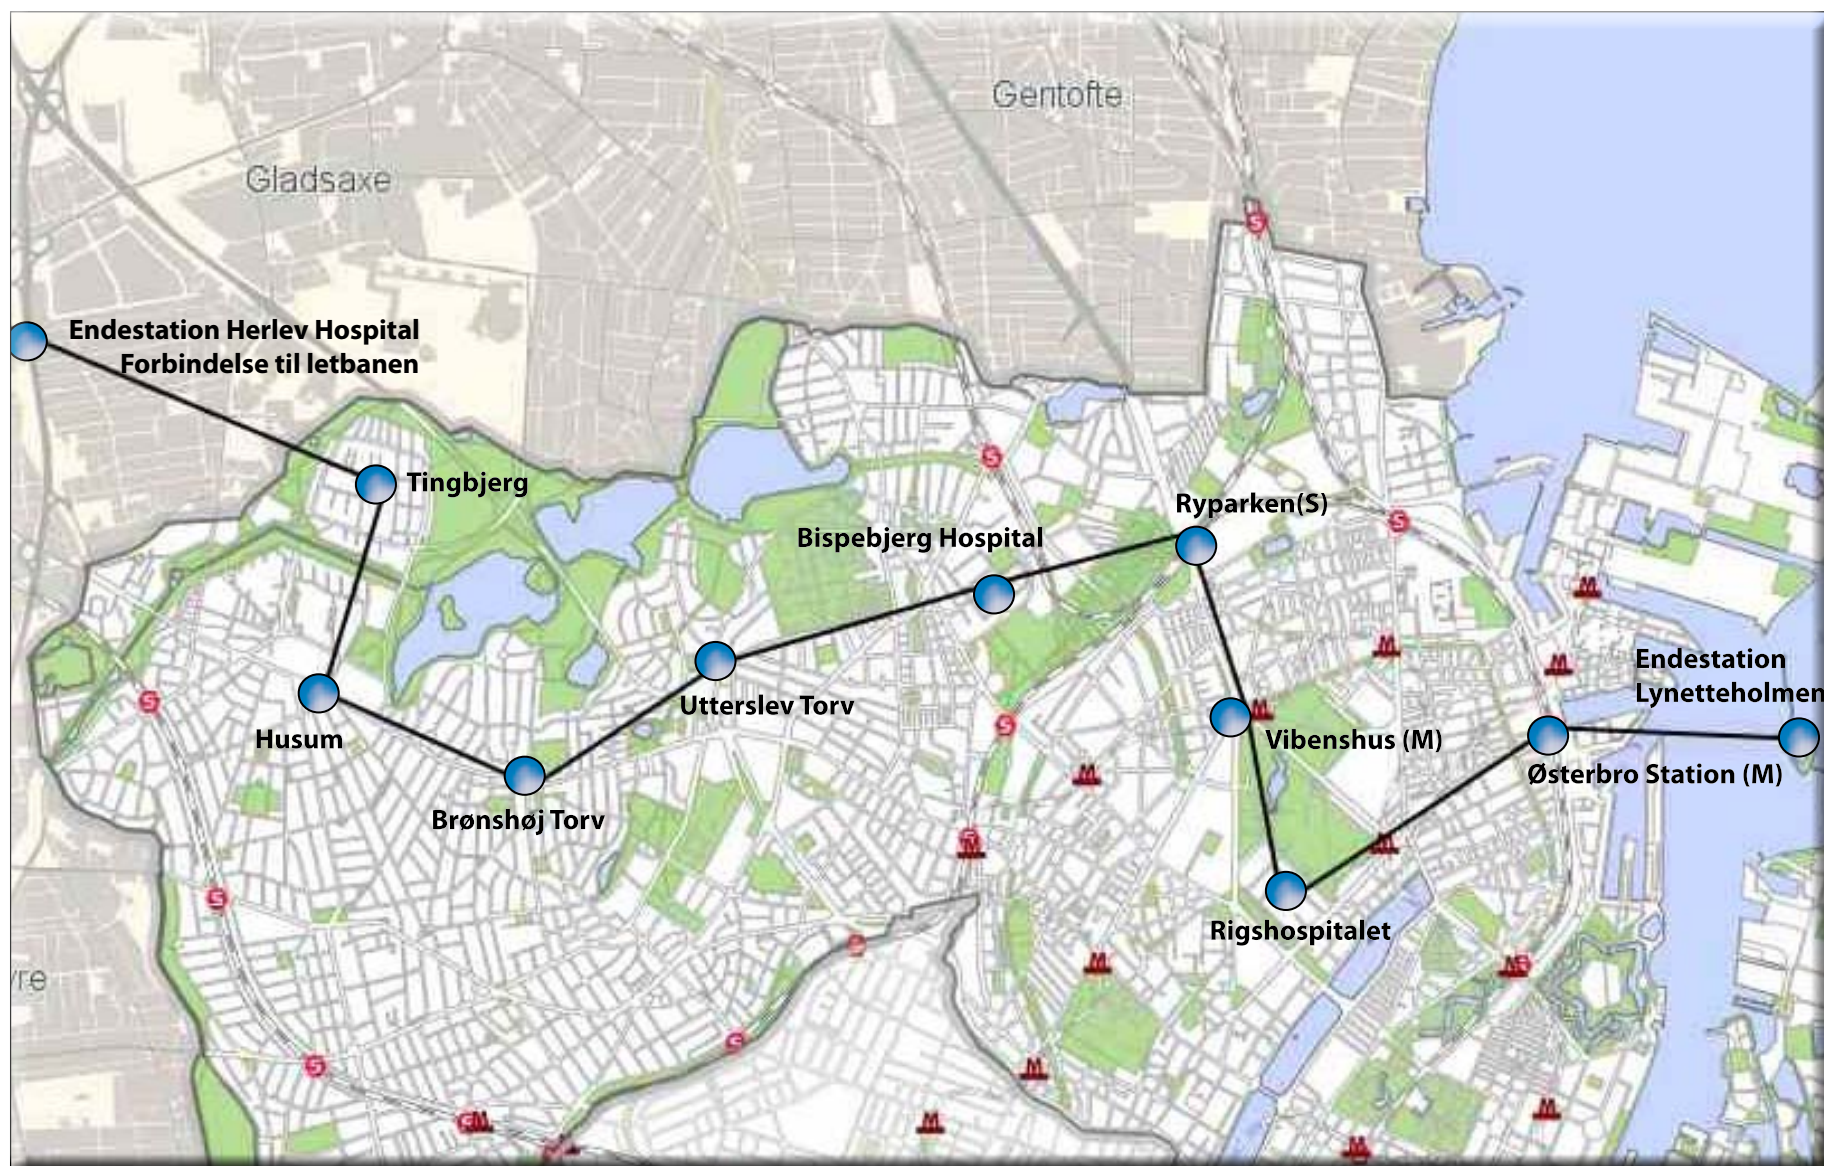 Gentofte
Gladsaxe
Endestation Herlev Hospital
Forbindelse til letbanen
Tingbjerg
Ryparken(S)
Bispebjerg Hospital
Endestation
Lynetteholmen
Utterslev Torv
Husum
Vibenshus (M)
Østerbro Station (M)
Brønshøj Torv
Rigshospitalet
vre